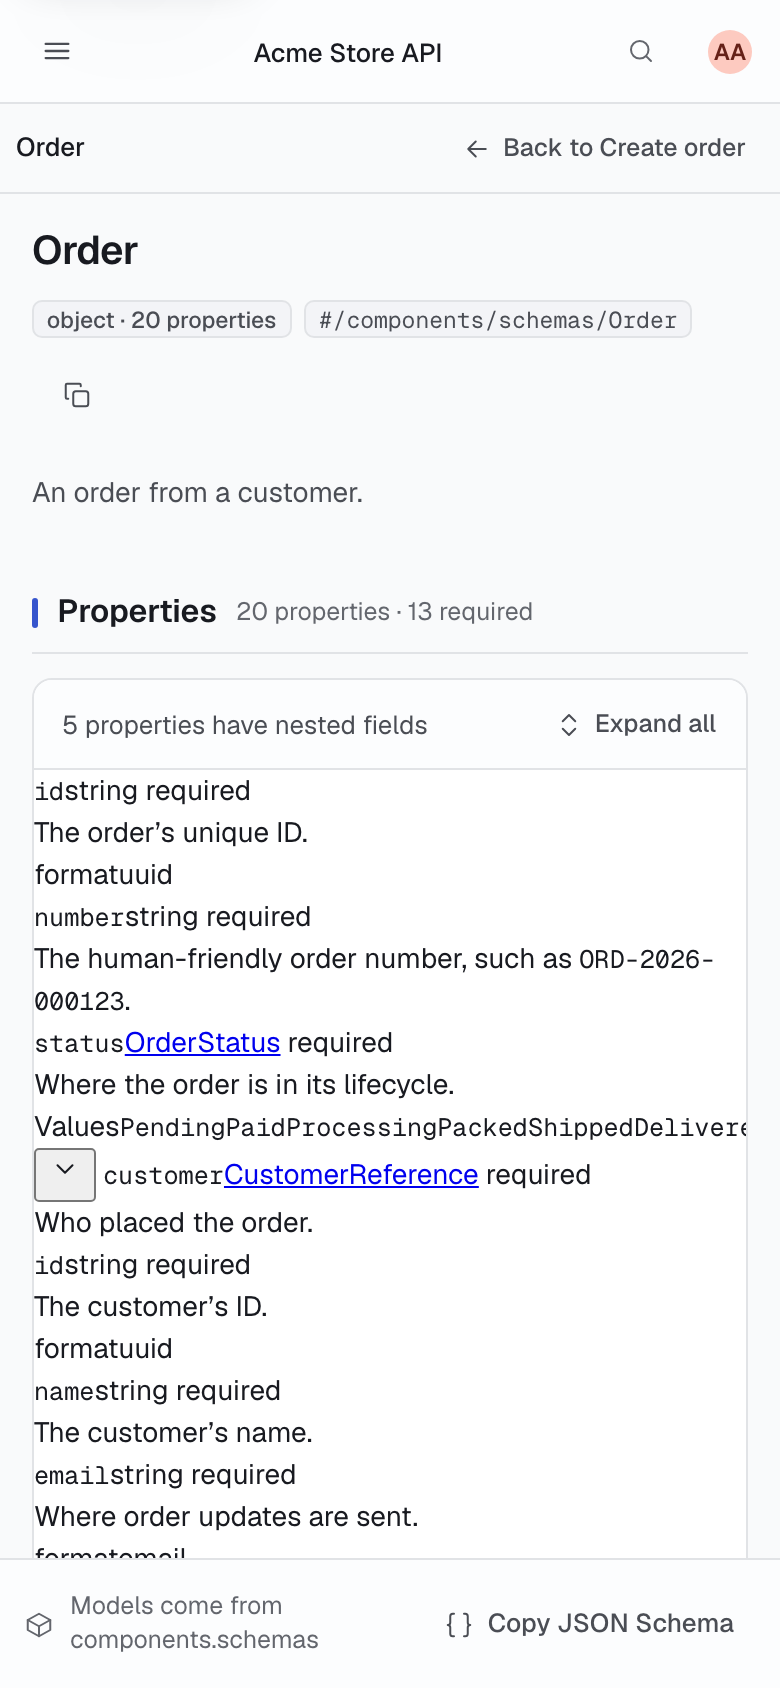 Acme Store API
AA
Order
Back to Create order
Order
object · 20 properties
#/components/schemas/Order
An order from a customer.
Properties
20 properties · 13 required
5 properties have nested fields
Expand all
idstring required
The order’s unique ID.
formatuuid
numberstring required
The human-friendly order number, such as ORD-2026-
000123.
statusOrderStatus required
Where the order is in its lifecycle.
ValuesPendingPaidProcessingPackedShippedDelivere
customerCustomerReference required
Who placed the order.
idstring required
The customer’s ID.
formatuuid
namestring required
The customer’s name.
emailstring required
Where order updates are sent.
formatemail
Models come from
components.schemas
{ } Copy JSON Schema